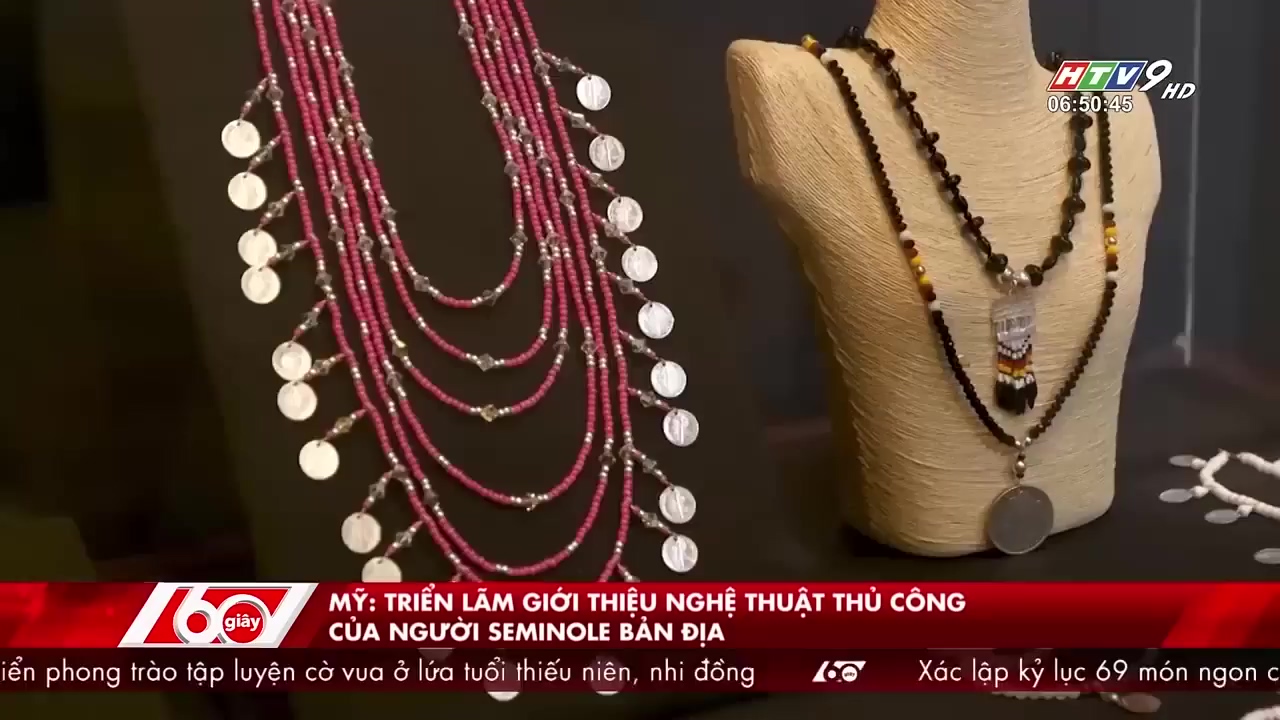 HTV9 HD
06:50:45
60 giây
MỸ: TRIỂN LÃM GIỚI THIỆU NGHỆ THUẬT THỦ CÔNG
CỦA NGƯỜI SEMINOLE BẢN ĐỊA
phong trào tập luyện cờ vua ở lứa tuổi thiếu niên, nhi đồng 60 Xác lập kỷ lục 69 món ngon